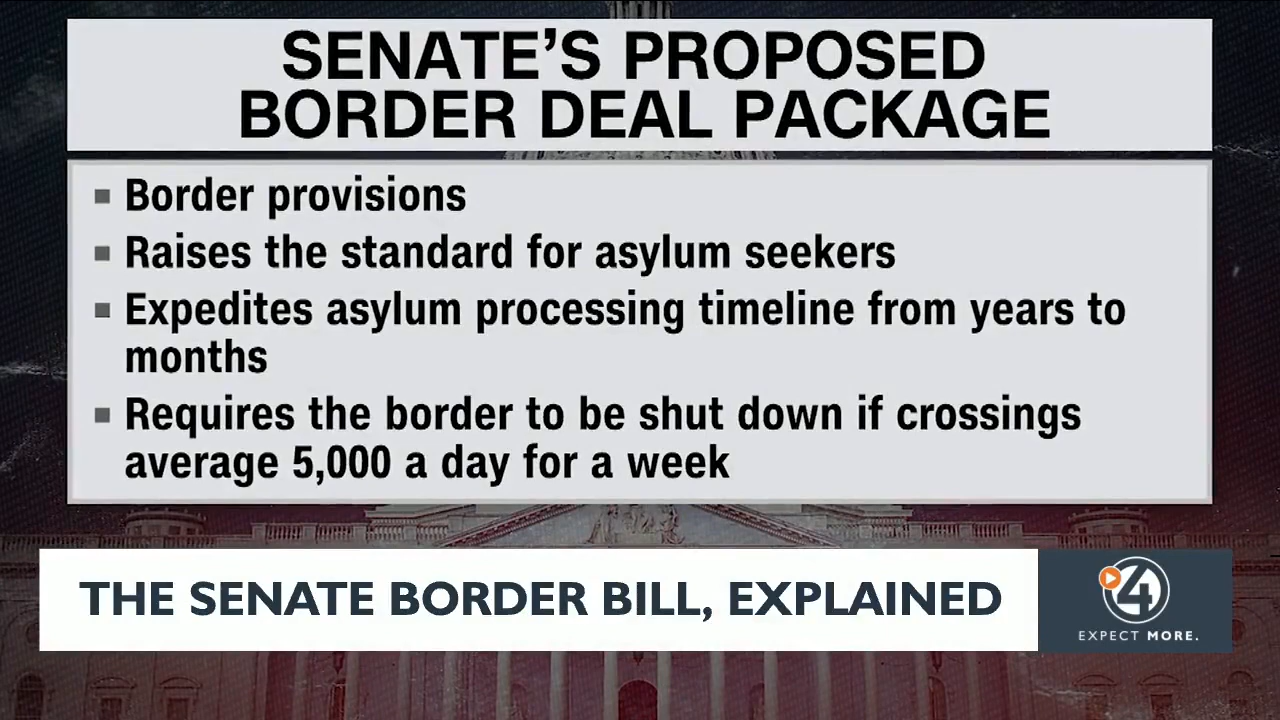 SENATE'S PROPOSED
BORDER DEAL PACKAGE
▪ Border provisions
▪ Raises the standard for asylum seekers
▪ Expedites asylum processing timeline from years to
months
▪ Requires the border to be shut down if crossings
average 5,000 a day for a week
THE SENATE BORDER BILL, EXPLAINED
4
EXPECT MORE.